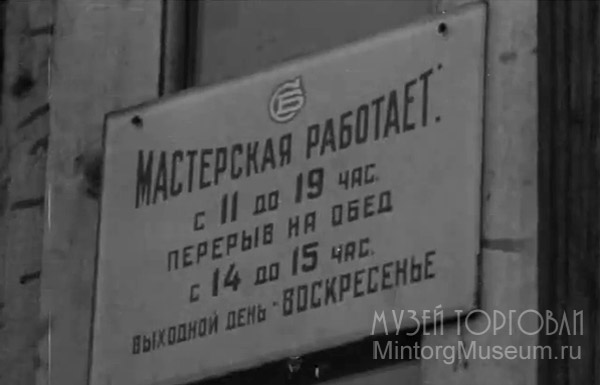 МАСТЕРСКАЯ РАБОТАЕТ:
С 11 ДО 19 ЧАС.
ПЕРЕРЫВ НА ОБЕД
С 14 ДО 15 ЧАС.
ВЫХОДНОЙ ДЕНЬ - ВОСКРЕСЕНЬЕ
МУЗЕЙ ТОРГОВЛИ
MintorgMuseum.ru